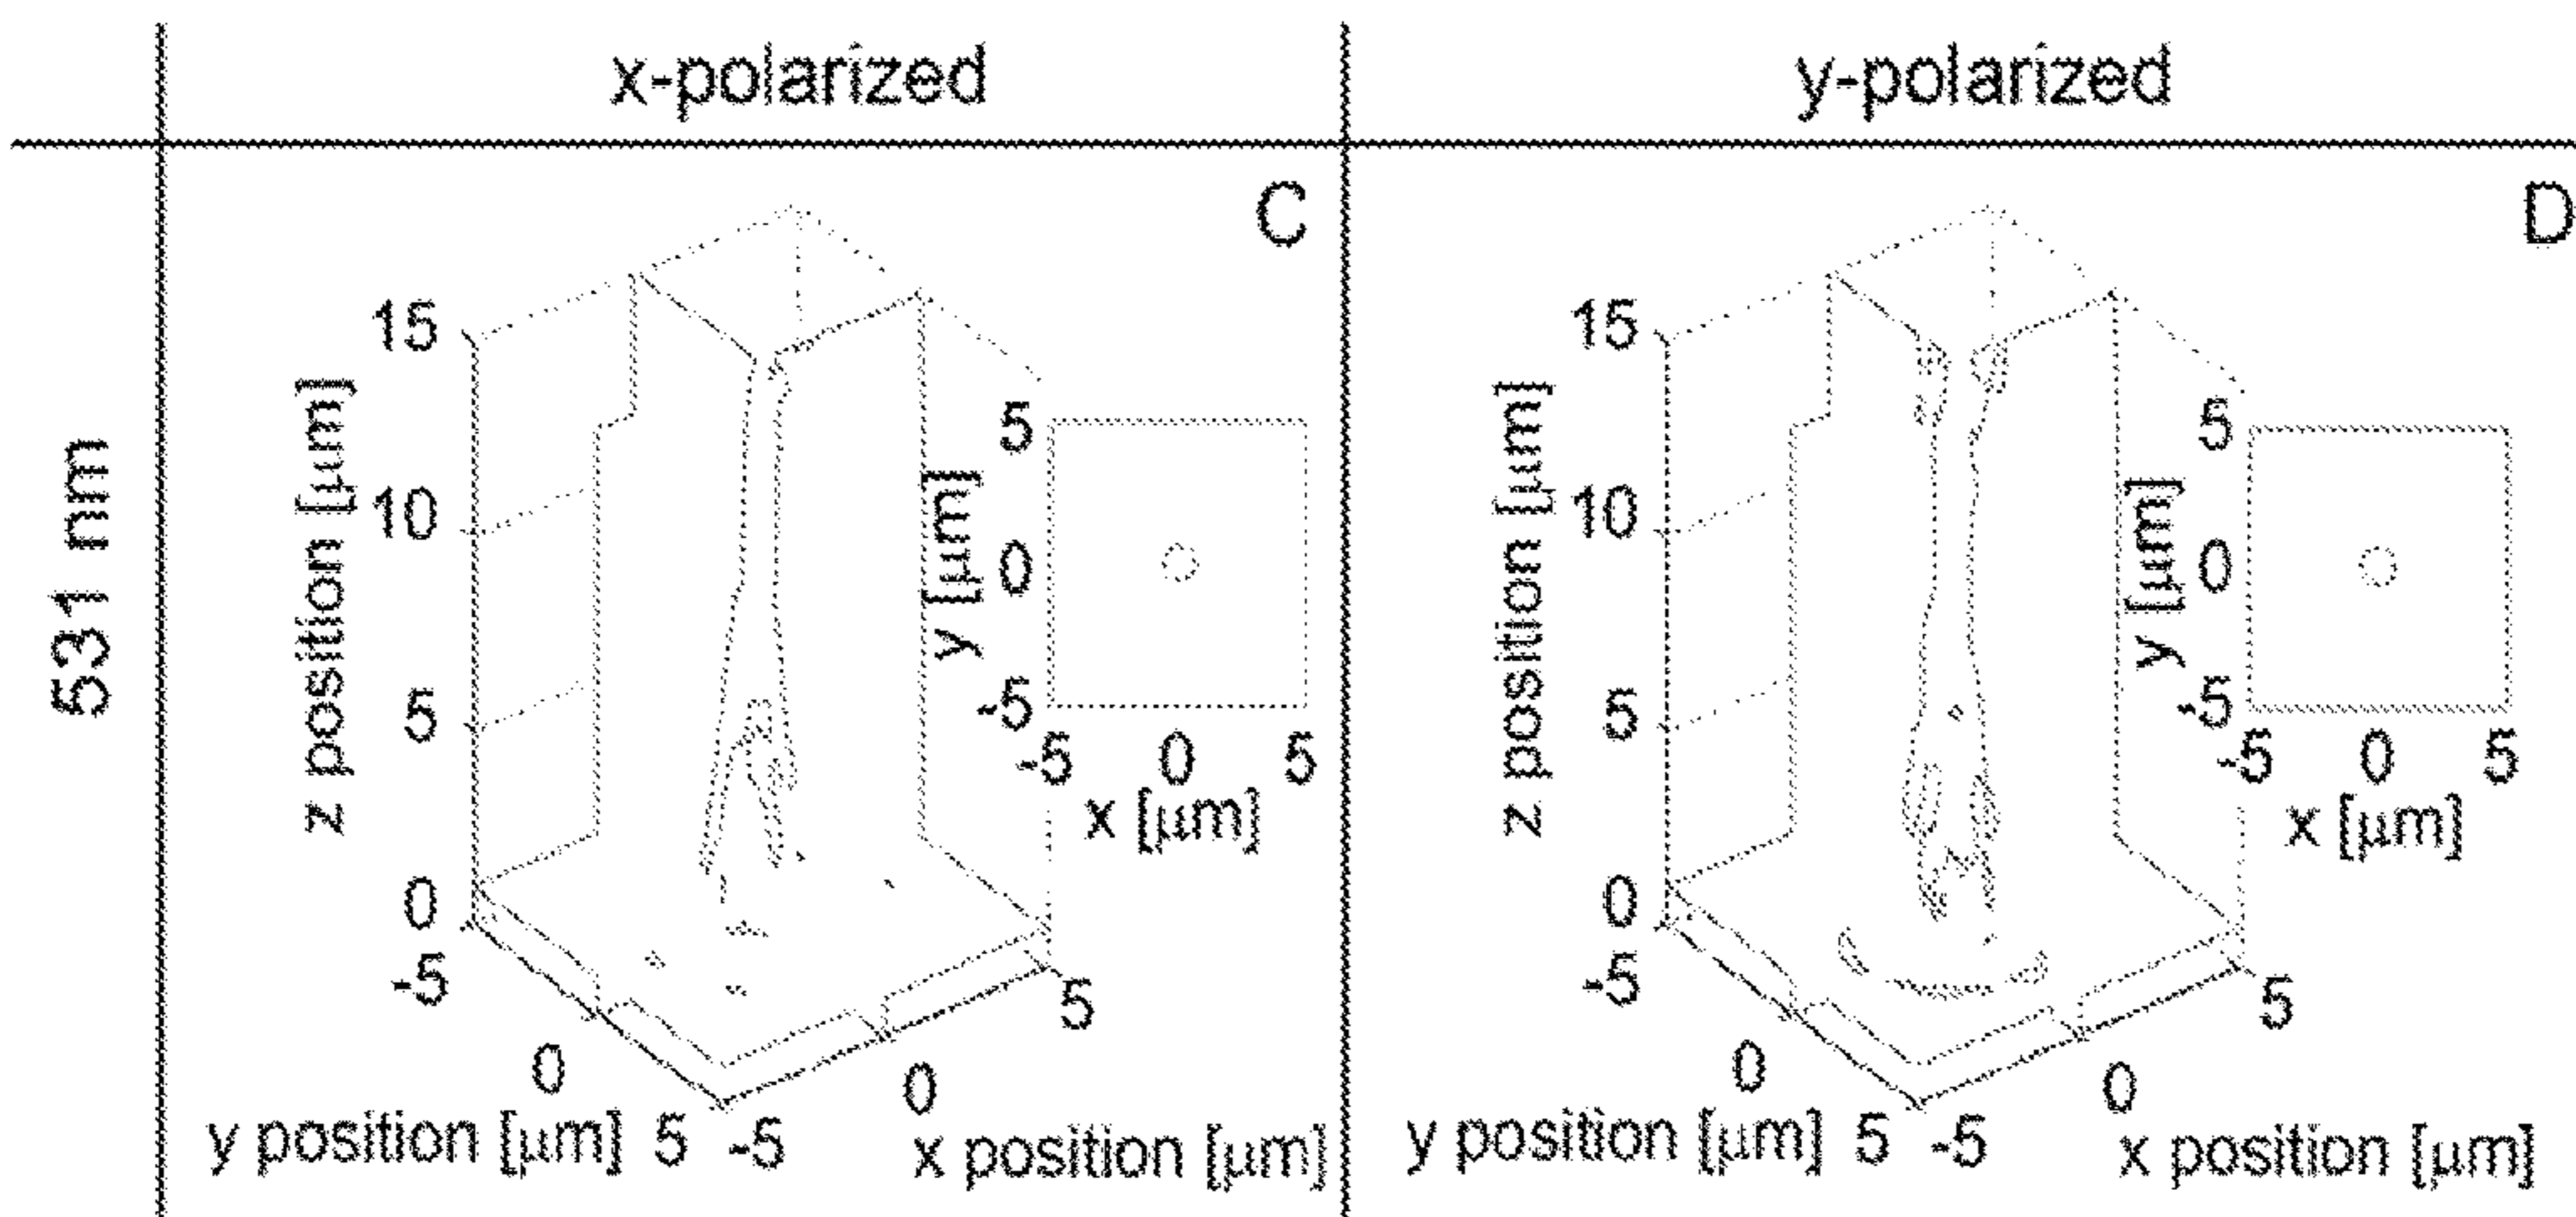 x-polarized
y-polarized
531 nm
C
z position [μm]
15
10
5
0
-5
0
5
y position [μm]
-5
0
5
x position [μm]
y [μm]
5
0
-5
-5
0
5
x [μm]
D
z position [μm]
15
10
5
0
-5
0
5
y position [μm]
-5
0
5
x position [μm]
y [μm]
5
0
-5
-5
0
5
x [μm]